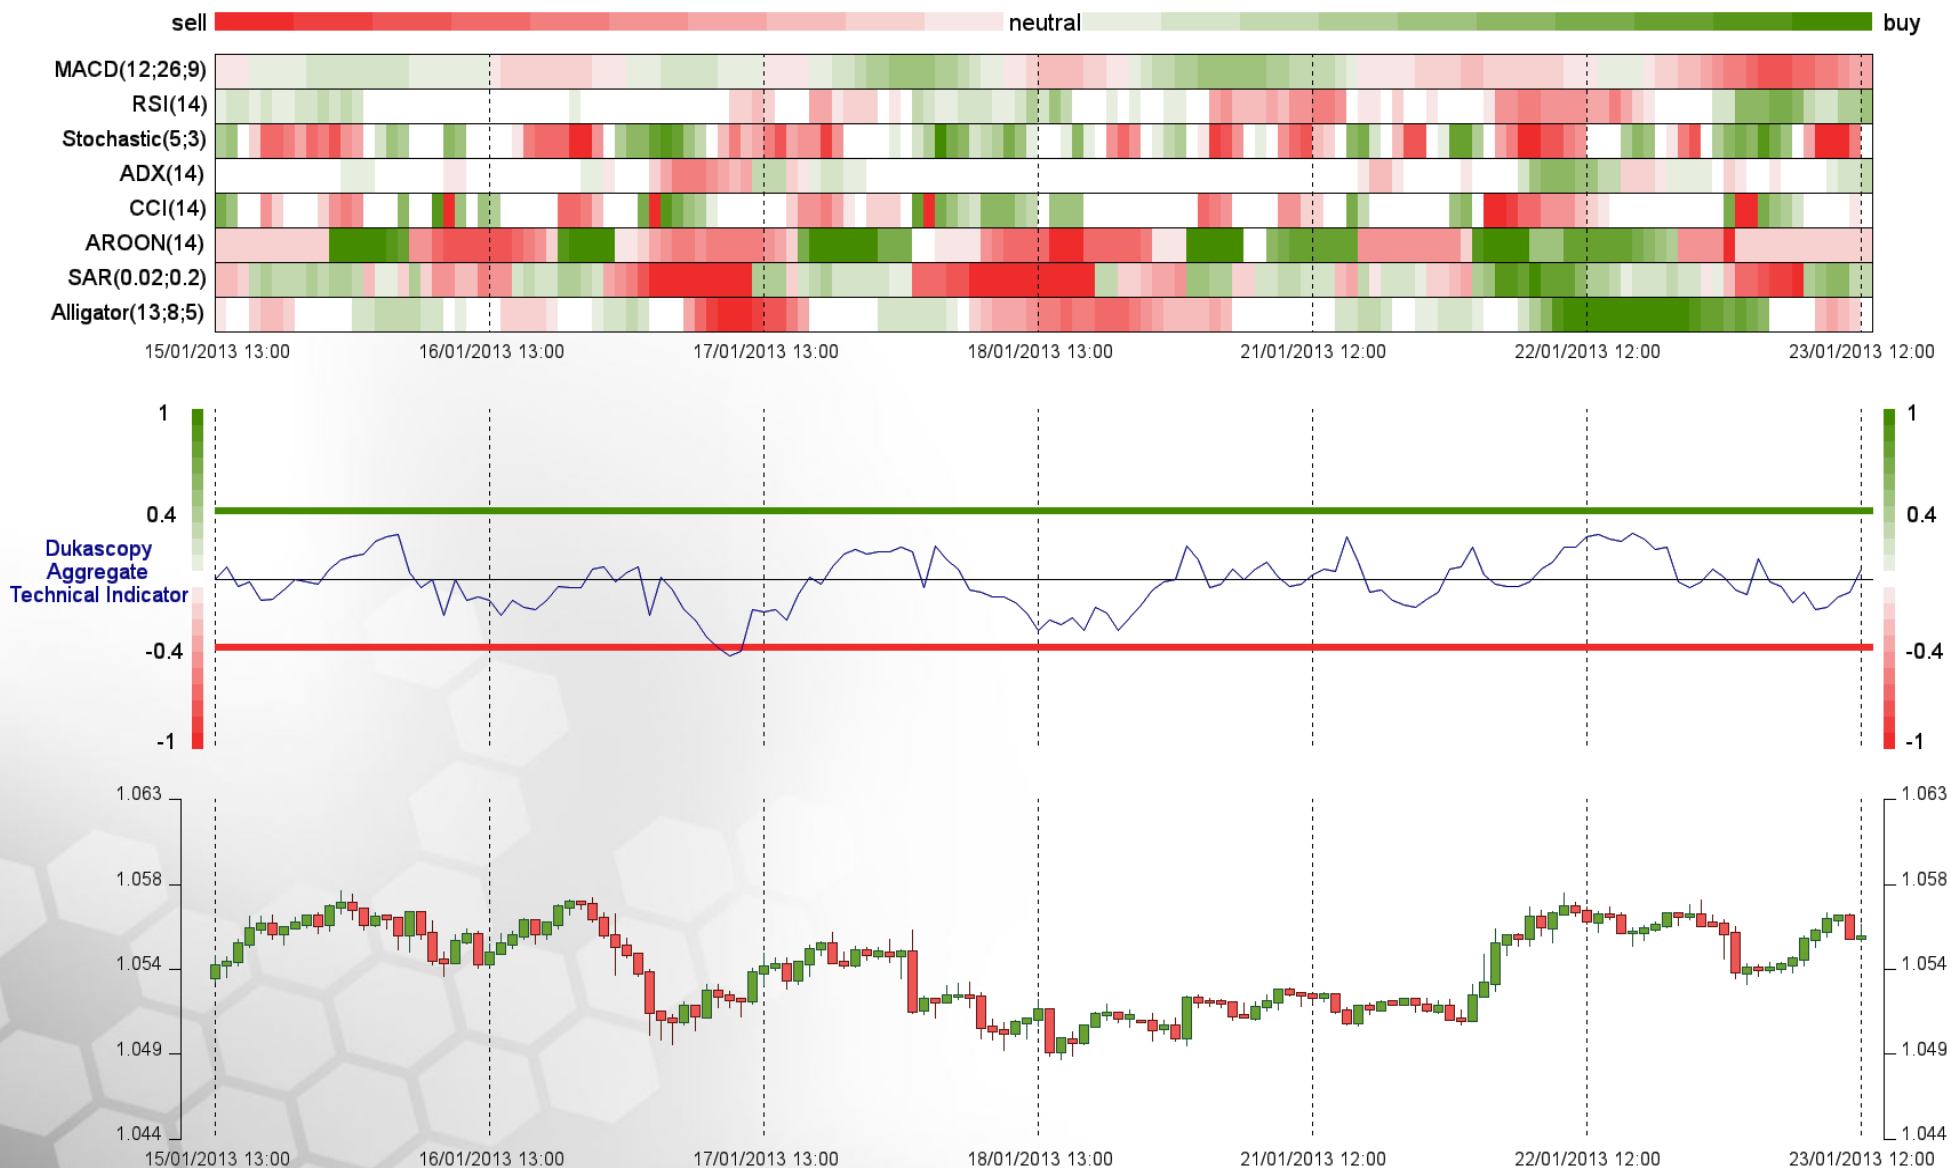 sell neutral buy
MACD(12;26;9)
RSI(14)
Stochastic(5;3)
ADX(14)
CCI(14)
AROON(14)
SAR(0.02;0.2)
Alligator(13;8;5)
15/01/2013 13:00 16/01/2013 13:00 17/01/2013 13:00 18/01/2013 13:00 21/01/2013 12:00 22/01/2013 12:00 23/01/2013 12:00
1 1
0.4 0.4
Dukascopy
Aggregate
Technical Indicator
-0.4 -0.4
-1 -1
1.063 1.063
1.058 1.058
1.054 1.054
1.049 1.049
1.044 1.044
15/01/2013 13:00 16/01/2013 13:00 17/01/2013 13:00 18/01/2013 13:00 21/01/2013 12:00 22/01/2013 12:00 23/01/2013 12:00